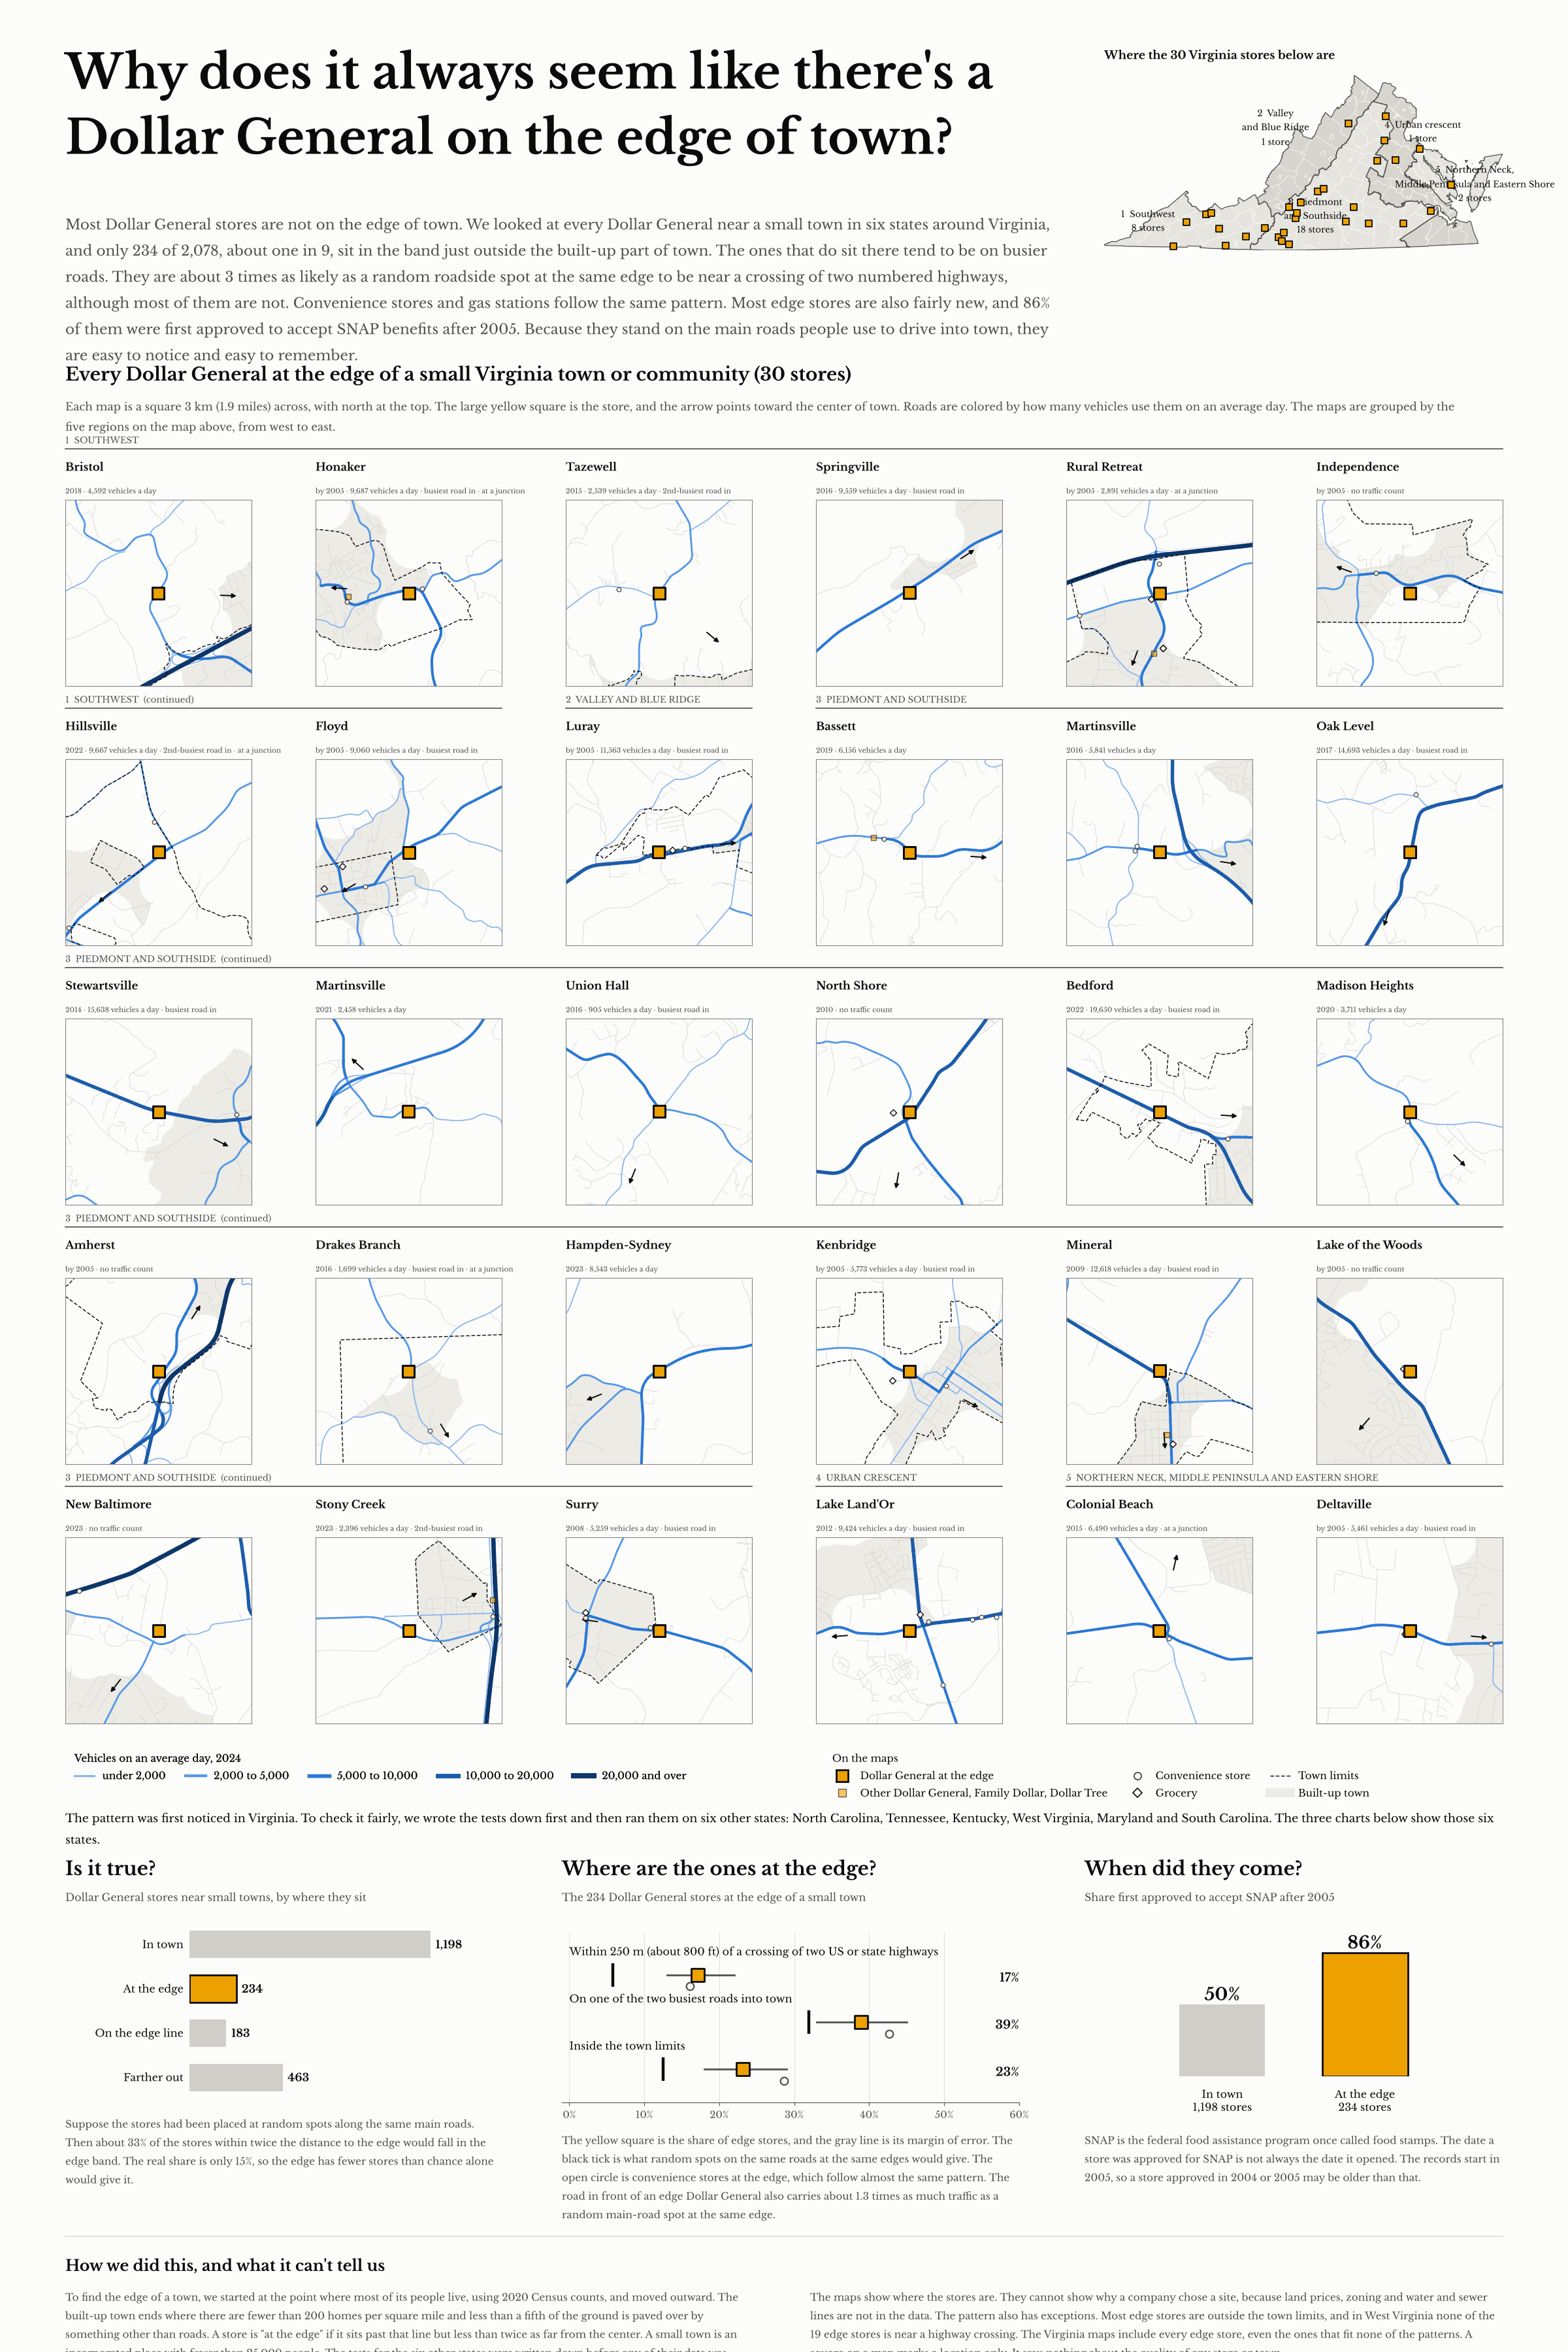 Why does it always seem like there's a
Dollar General on the edge of town?
Where the 30 Virginia stores below are
2 Valley
and Blue Ridge
1 store
4 Urban crescent
1 store
5 Northern Neck,
Middle Peninsula and Eastern Shore
2 stores
1 Southwest
8 stores
3 Piedmont
and Southside
18 stores
Most Dollar General stores are not on the edge of town. We looked at every Dollar General near a small town in six states around Virginia,
and only 234 of 2,078, about one in 9, sit in the band just outside the built-up part of town. The ones that do sit there tend to be on busier
roads. They are about 3 times as likely as a random roadside spot at the same edge to be near a crossing of two numbered highways,
although most of them are not. Convenience stores and gas stations follow the same pattern. Most edge stores are also fairly new, and 86%
of them were first approved to accept SNAP benefits after 2005. Because they stand on the main roads people use to drive into town, they
are easy to notice and easy to remember.
Every Dollar General at the edge of a small Virginia town or community (30 stores)
Each map is a square 3 km (1.9 miles) across, with north at the top. The large yellow square is the store, and the arrow points toward the center of town. Roads are colored by how many vehicles use them on an average day. The maps are grouped by the
five regions on the map above, from west to east.
1 SOUTHWEST
Bristol
2018 · 4,592 vehicles a day
Honaker
by 2005 · 9,687 vehicles a day · busiest road in · at a junction
Tazewell
2015 · 2,539 vehicles a day · 2nd-busiest road in
Springville
2016 · 9,559 vehicles a day · busiest road in
Rural Retreat
by 2005 · 2,891 vehicles a day · at a junction
Independence
by 2005 · no traffic count
1 SOUTHWEST (continued)
2 VALLEY AND BLUE RIDGE
3 PIEDMONT AND SOUTHSIDE
Hillsville
2022 · 9,667 vehicles a day · 2nd-busiest road in · at a junction
Floyd
by 2005 · 9,060 vehicles a day · busiest road in
Luray
by 2005 · 11,563 vehicles a day · busiest road in
Bassett
2019 · 6,156 vehicles a day
Martinsville
2016 · 5,841 vehicles a day
Oak Level
2017 · 14,693 vehicles a day · busiest road in
3 PIEDMONT AND SOUTHSIDE (continued)
Stewartsville
2014 · 15,638 vehicles a day · busiest road in
Martinsville
2021 · 2,458 vehicles a day
Union Hall
2016 · 905 vehicles a day · busiest road in
North Shore
2010 · no traffic count
Bedford
2022 · 19,650 vehicles a day · busiest road in
Madison Heights
2020 · 3,711 vehicles a day
3 PIEDMONT AND SOUTHSIDE (continued)
Amherst
by 2005 · no traffic count
Drakes Branch
2016 · 1,699 vehicles a day · busiest road in · at a junction
Hampden-Sydney
2023 · 8,543 vehicles a day
Kenbridge
by 2005 · 5,773 vehicles a day · busiest road in
Mineral
2009 · 12,618 vehicles a day · busiest road in
Lake of the Woods
by 2005 · no traffic count
3 PIEDMONT AND SOUTHSIDE (continued)
4 URBAN CRESCENT
5 NORTHERN NECK, MIDDLE PENINSULA AND EASTERN SHORE
New Baltimore
2023 · no traffic count
Stony Creek
2023 · 2,396 vehicles a day · 2nd-busiest road in
Surry
2008 · 5,259 vehicles a day · busiest road in
Lake Land'Or
2012 · 9,424 vehicles a day · busiest road in
Colonial Beach
2015 · 6,490 vehicles a day · at a junction
Deltaville
by 2005 · 5,461 vehicles a day · busiest road in
Vehicles on an average day, 2024
under 2,000
2,000 to 5,000
5,000 to 10,000
10,000 to 20,000
20,000 and over
On the maps
Dollar General at the edge
Convenience store
Town limits
Other Dollar General, Family Dollar, Dollar Tree
Grocery
Built-up town
The pattern was first noticed in Virginia. To check it fairly, we wrote the tests down first and then ran them on six other states: North Carolina, Tennessee, Kentucky, West Virginia, Maryland and South Carolina. The three charts below show those six
states.
Is it true?
Dollar General stores near small towns, by where they sit
In town
1,198
At the edge
234
On the edge line
183
Farther out
463
Suppose the stores had been placed at random spots along the same main roads.
Then about 33% of the stores within twice the distance to the edge would fall in the
edge band. The real share is only 15%, so the edge has fewer stores than chance alone
would give it.
Where are the ones at the edge?
The 234 Dollar General stores at the edge of a small town
Within 250 m (about 800 ft) of a crossing of two US or state highways
17%
On one of the two busiest roads into town
39%
Inside the town limits
23%
0%
10%
20%
30%
40%
50%
60%
The yellow square is the share of edge stores, and the gray line is its margin of error. The
black tick is what random spots on the same roads at the same edges would give. The
open circle is convenience stores at the edge, which follow almost the same pattern. The
road in front of an edge Dollar General also carries about 1.3 times as much traffic as a
random main-road spot at the same edge.
When did they come?
Share first approved to accept SNAP after 2005
50%
86%
In town
1,198 stores
At the edge
234 stores
SNAP is the federal food assistance program once called food stamps. The date a
store was approved for SNAP is not always the date it opened. The records start in
2005, so a store approved in 2004 or 2005 may be older than that.
How we did this, and what it can't tell us
To find the edge of a town, we started at the point where most of its people live, using 2020 Census counts, and moved outward. The
built-up town ends where there are fewer than 200 homes per square mile and less than a fifth of the ground is paved over by
something other than roads. A store is "at the edge" if it sits past that line but less than twice as far from the center. A small town is an
The maps show where the stores are. They cannot show why a company chose a site, because land prices, zoning and water and sewer
lines are not in the data. The pattern also has exceptions. Most edge stores are outside the town limits, and in West Virginia none of the
19 edge stores is near a highway crossing. The Virginia maps include every edge store, even the ones that fit none of the patterns. A